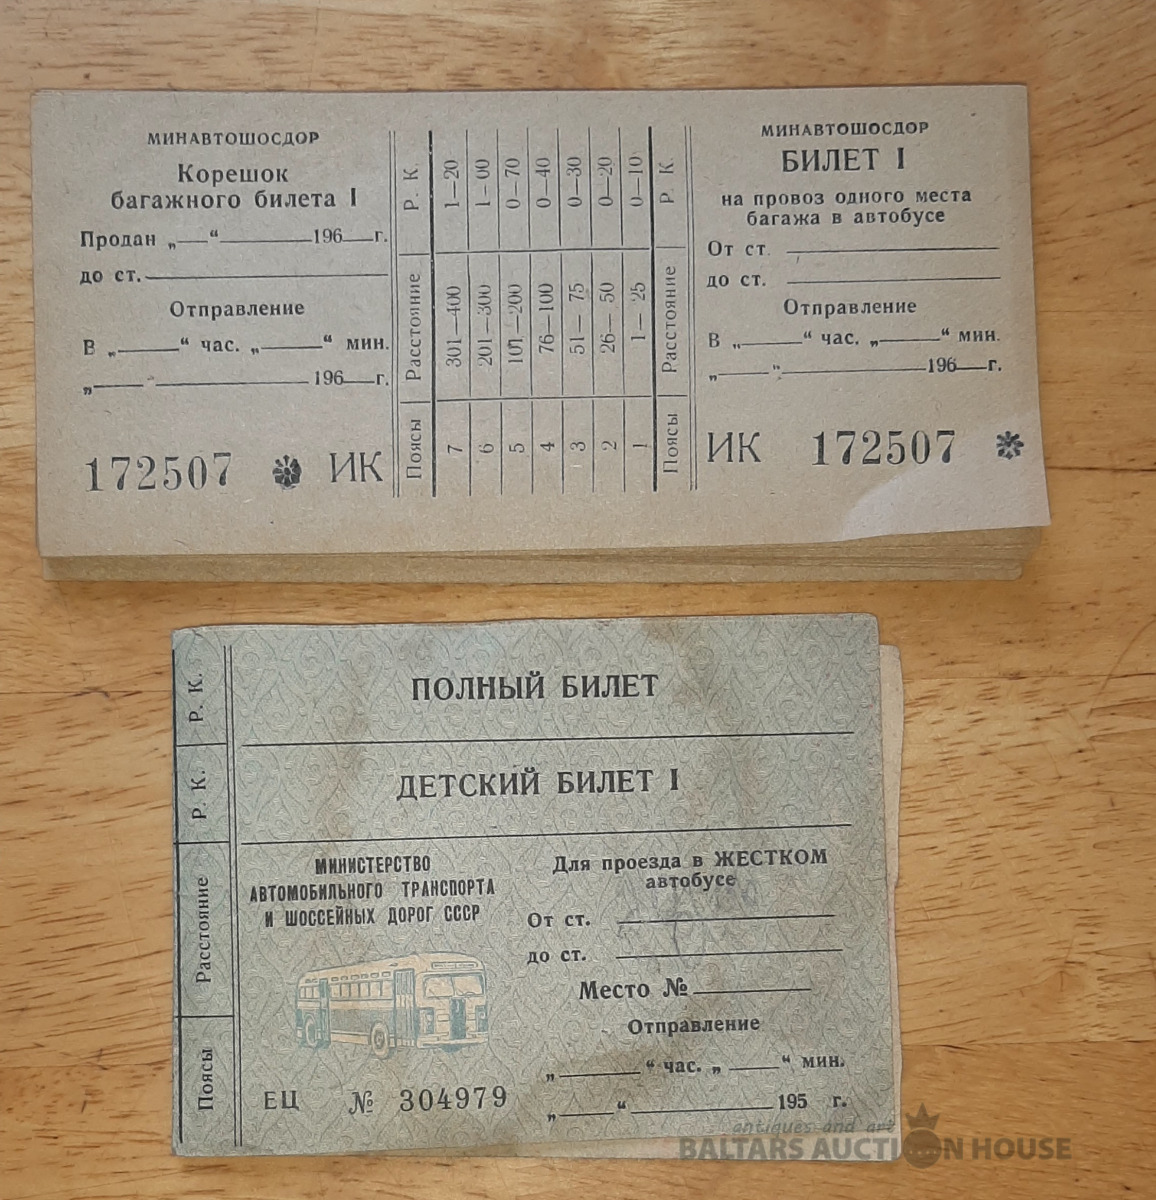 МИНАВТОШОСДОР
Корешок
багажного билета I
Продан „ “ 196 г.
до ст.
Отправление
В „ “ час. „ “ мин.
„ “ 196 г.
172507 ИК
Р. К.
Расстояние
Поясы
1—20 301—400 7
1—00 201—300 6
0—70 101—200 5
0—40 76—100 4
0—30 51— 75 3
0—20 26— 50 2
0—10 1— 25 1
Р К
Расстояние
Поясы
МИНАВТОШОСДОР
БИЛЕТ I
на провоз одного места
багажа в автобусе
От ст.
до ст.
Отправление
В „ “ час. „ “ мин.
„ “ 196 г.
ИК 172507
Р. К.
Р. К.
Расстояние
Поясы
ПОЛНЫЙ БИЛЕТ
ДЕТСКИЙ БИЛЕТ I
МИНИСТЕРСТВО
АВТОМОБИЛЬНОГО ТРАНСПОРТА
И ШОССЕЙНЫХ ДОРОГ СССР
ЕЦ № 304979
Для проезда в ЖЕСТКОМ
автобусе
От ст.
до ст.
Место №
Отправление
„ “ час. „ “ мин.
„ “ 195 г.
antiques and art
BALTARS AUCTION HOUSE